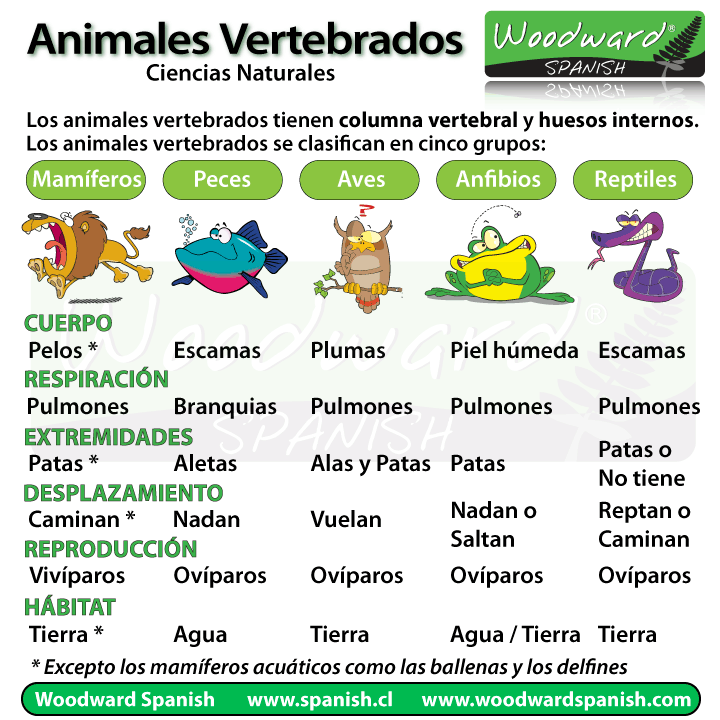 Animales Vertebrados
Ciencias Naturales
Woodward®
SPANISH
Los animales vertebrados tienen columna vertebral y huesos internos.
Los animales vertebrados se clasifican en cinco grupos:
Mamíferos Peces Aves Anfibios Reptiles
CUERPO
Pelos * Escamas Plumas Piel húmeda Escamas
RESPIRACIÓN
Pulmones Branquias Pulmones Pulmones Pulmones
EXTREMIDADES
Patas * Aletas Alas y Patas Patas Patas o
No tiene
DESPLAZAMIENTO
Caminan * Nadan Vuelan Nadan o Reptan o
Saltan Caminan
REPRODUCCIÓN
Vivíparos Ovíparos Ovíparos Ovíparos Ovíparos
HÁBITAT
Tierra * Agua Tierra Agua / Tierra Tierra
* Excepto los mamíferos acuáticos como las ballenas y los delfines
Woodward Spanish www.spanish.cl www.woodwardspanish.com
Woodward®
SPANISH